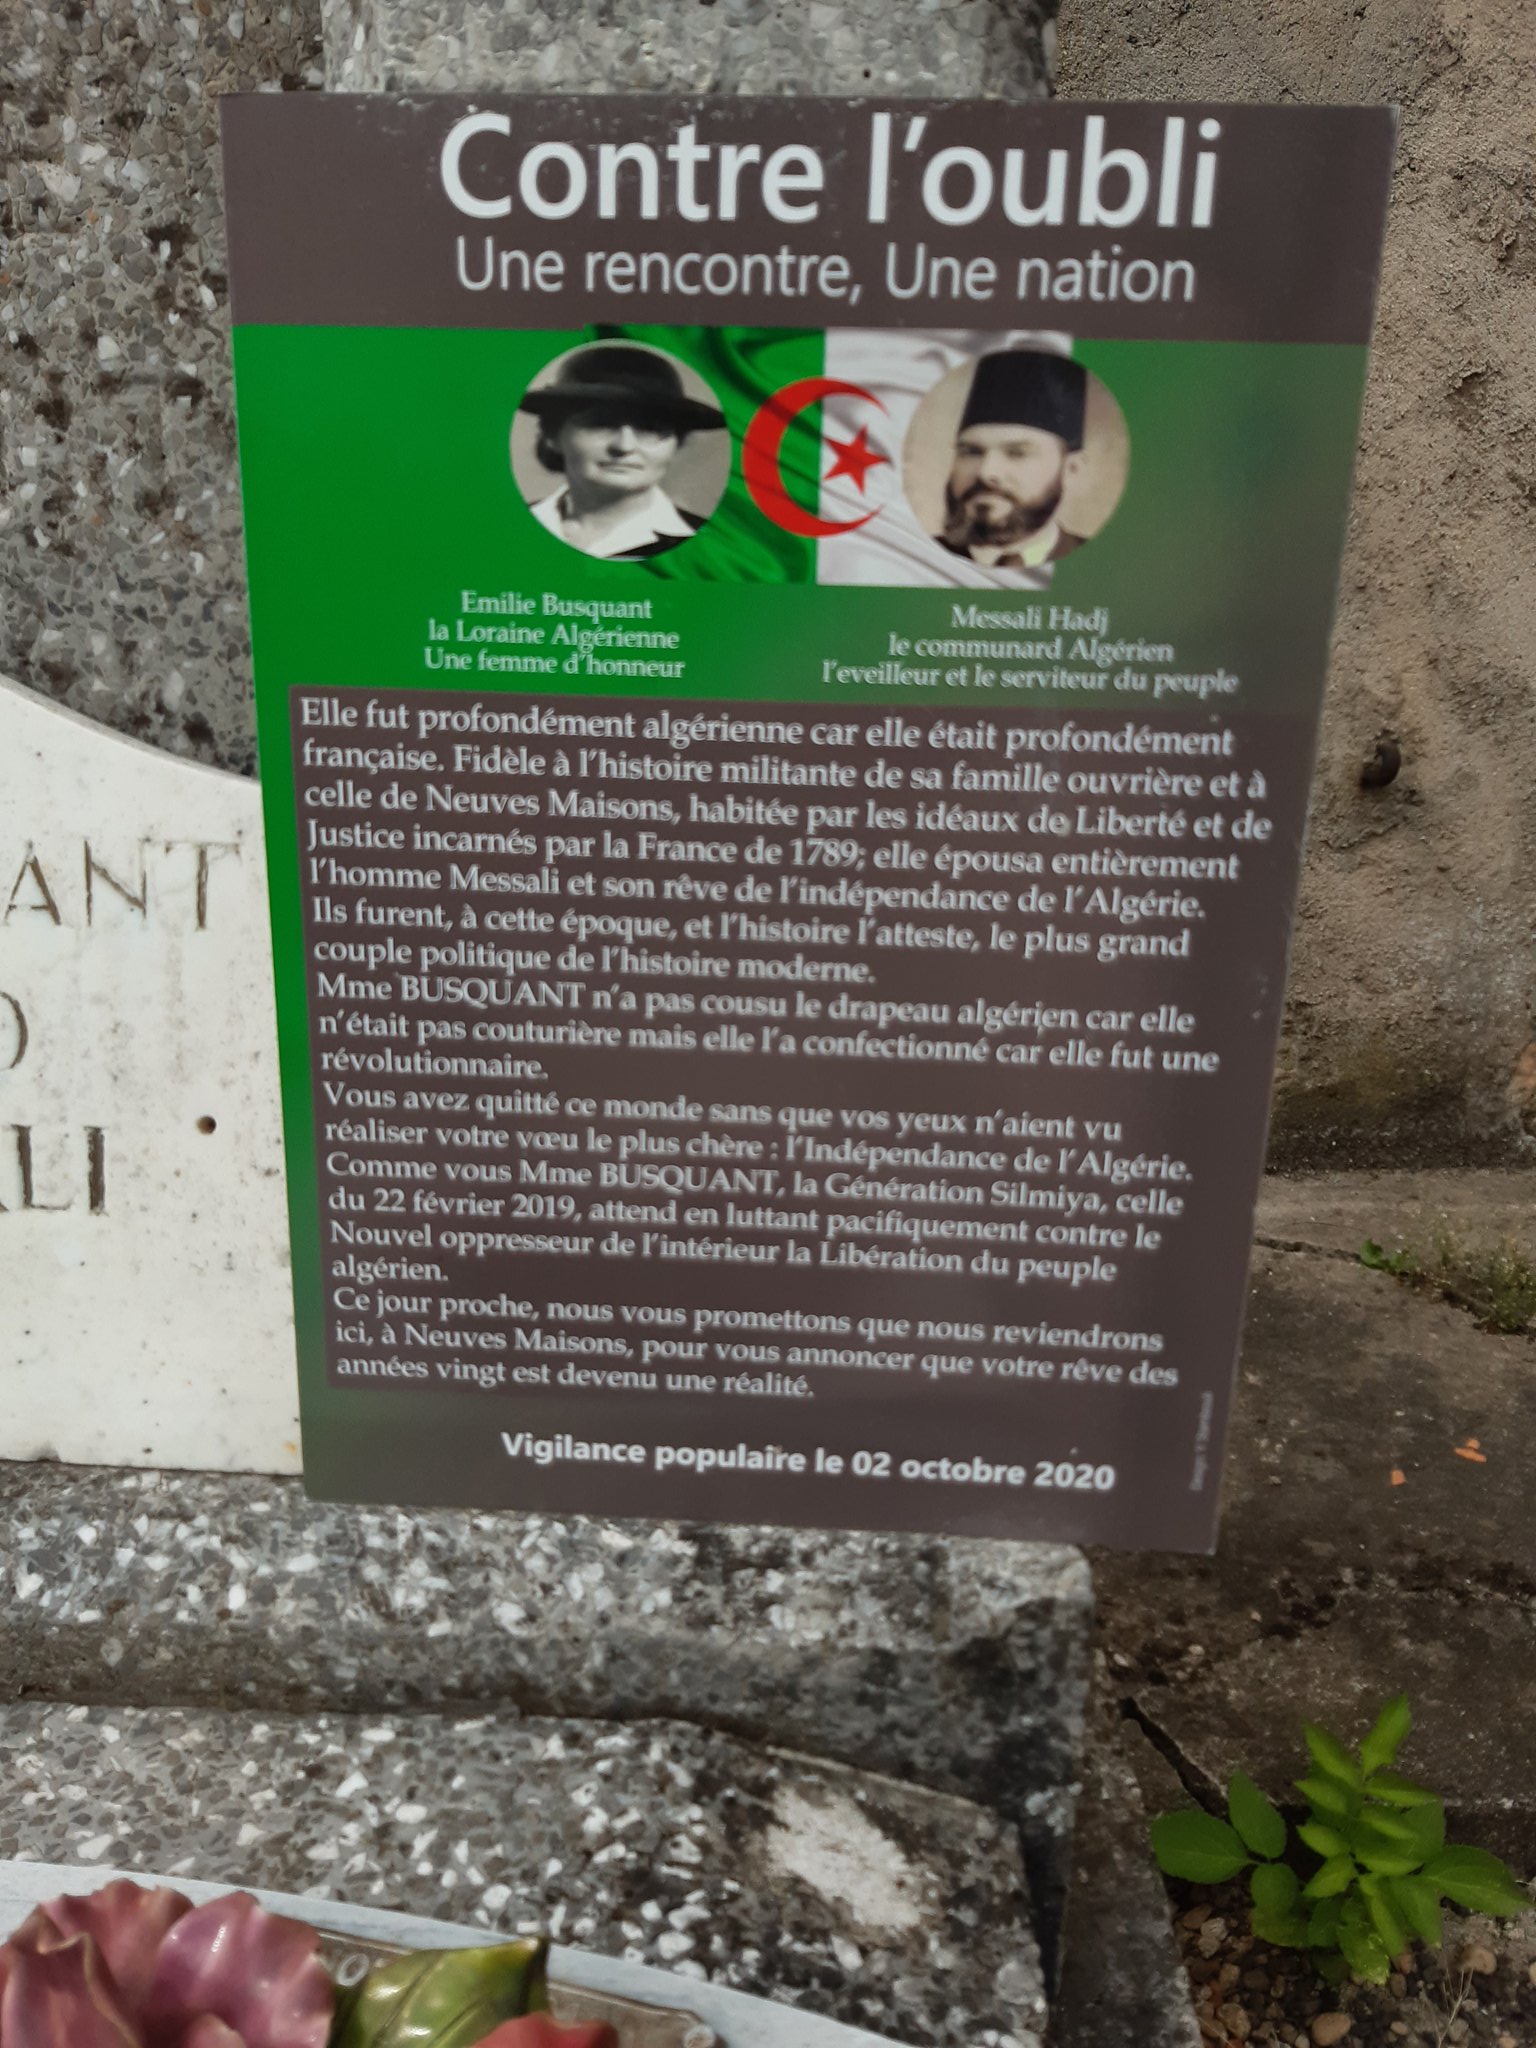 Contre l'oubli
Une rencontre, Une nation
Emilie Busquant
la Loraine Algérienne
Une femme d'honneur
Messali Hadj
le communard Algérien
l'eveilleur et le serviteur du peuple
Elle fut profondément algérienne car elle était profondément
française. Fidèle à l'histoire militante de sa famille ouvrière et à
celle de Neuves Maisons, habitée par les idéaux de Liberté et de
Justice incarnés par la France de 1789; elle épousa entièrement
l'homme Messali et son rêve de l'indépendance de l'Algérie.
Ils furent, à cette époque, et l'histoire l'atteste, le plus grand
couple politique de l'histoire moderne.
Mme BUSQUANT n'a pas cousu le drapeau algérien car elle
n'était pas couturière mais elle l'a confectionné car elle fut une
révolutionnaire.
Vous avez quitté ce monde sans que vos yeux n'aient vu
réaliser votre vœu le plus chère : l'Indépendance de l'Algérie.
Comme vous Mme BUSQUANT, la Génération Silmiya, celle
du 22 février 2019, attend en luttant pacifiquement contre le
Nouvel oppresseur de l'intérieur la Libération du peuple
algérien.
Ce jour proche, nous vous promettons que nous reviendrons
ici, à Neuves Maisons, pour vous annoncer que votre rêve des
années vingt est devenu une réalité.
Vigilance populaire le 02 octobre 2020
ANT
LI